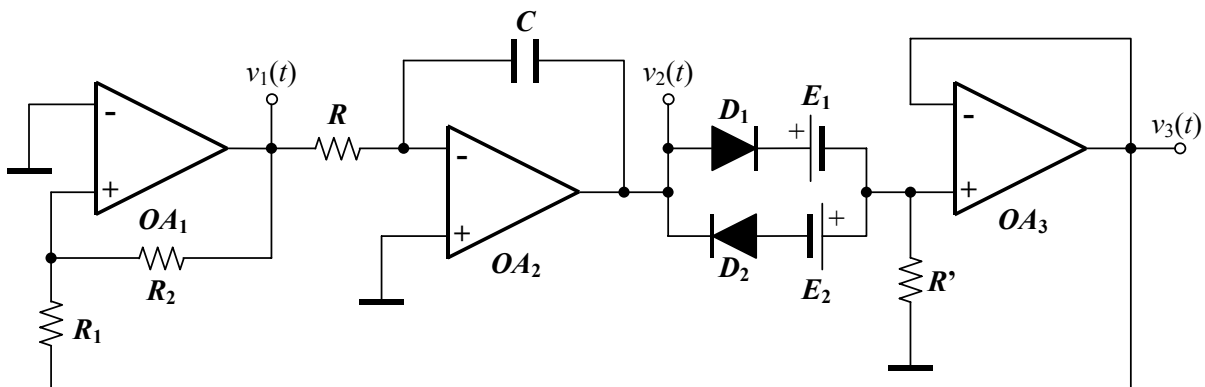 C
v1(t)
R
v2(t)
D1
E1
+
v3(t)
-
+
OA1
-
+
OA2
D2
E2
+
-
+
OA3
R2
R1
R’